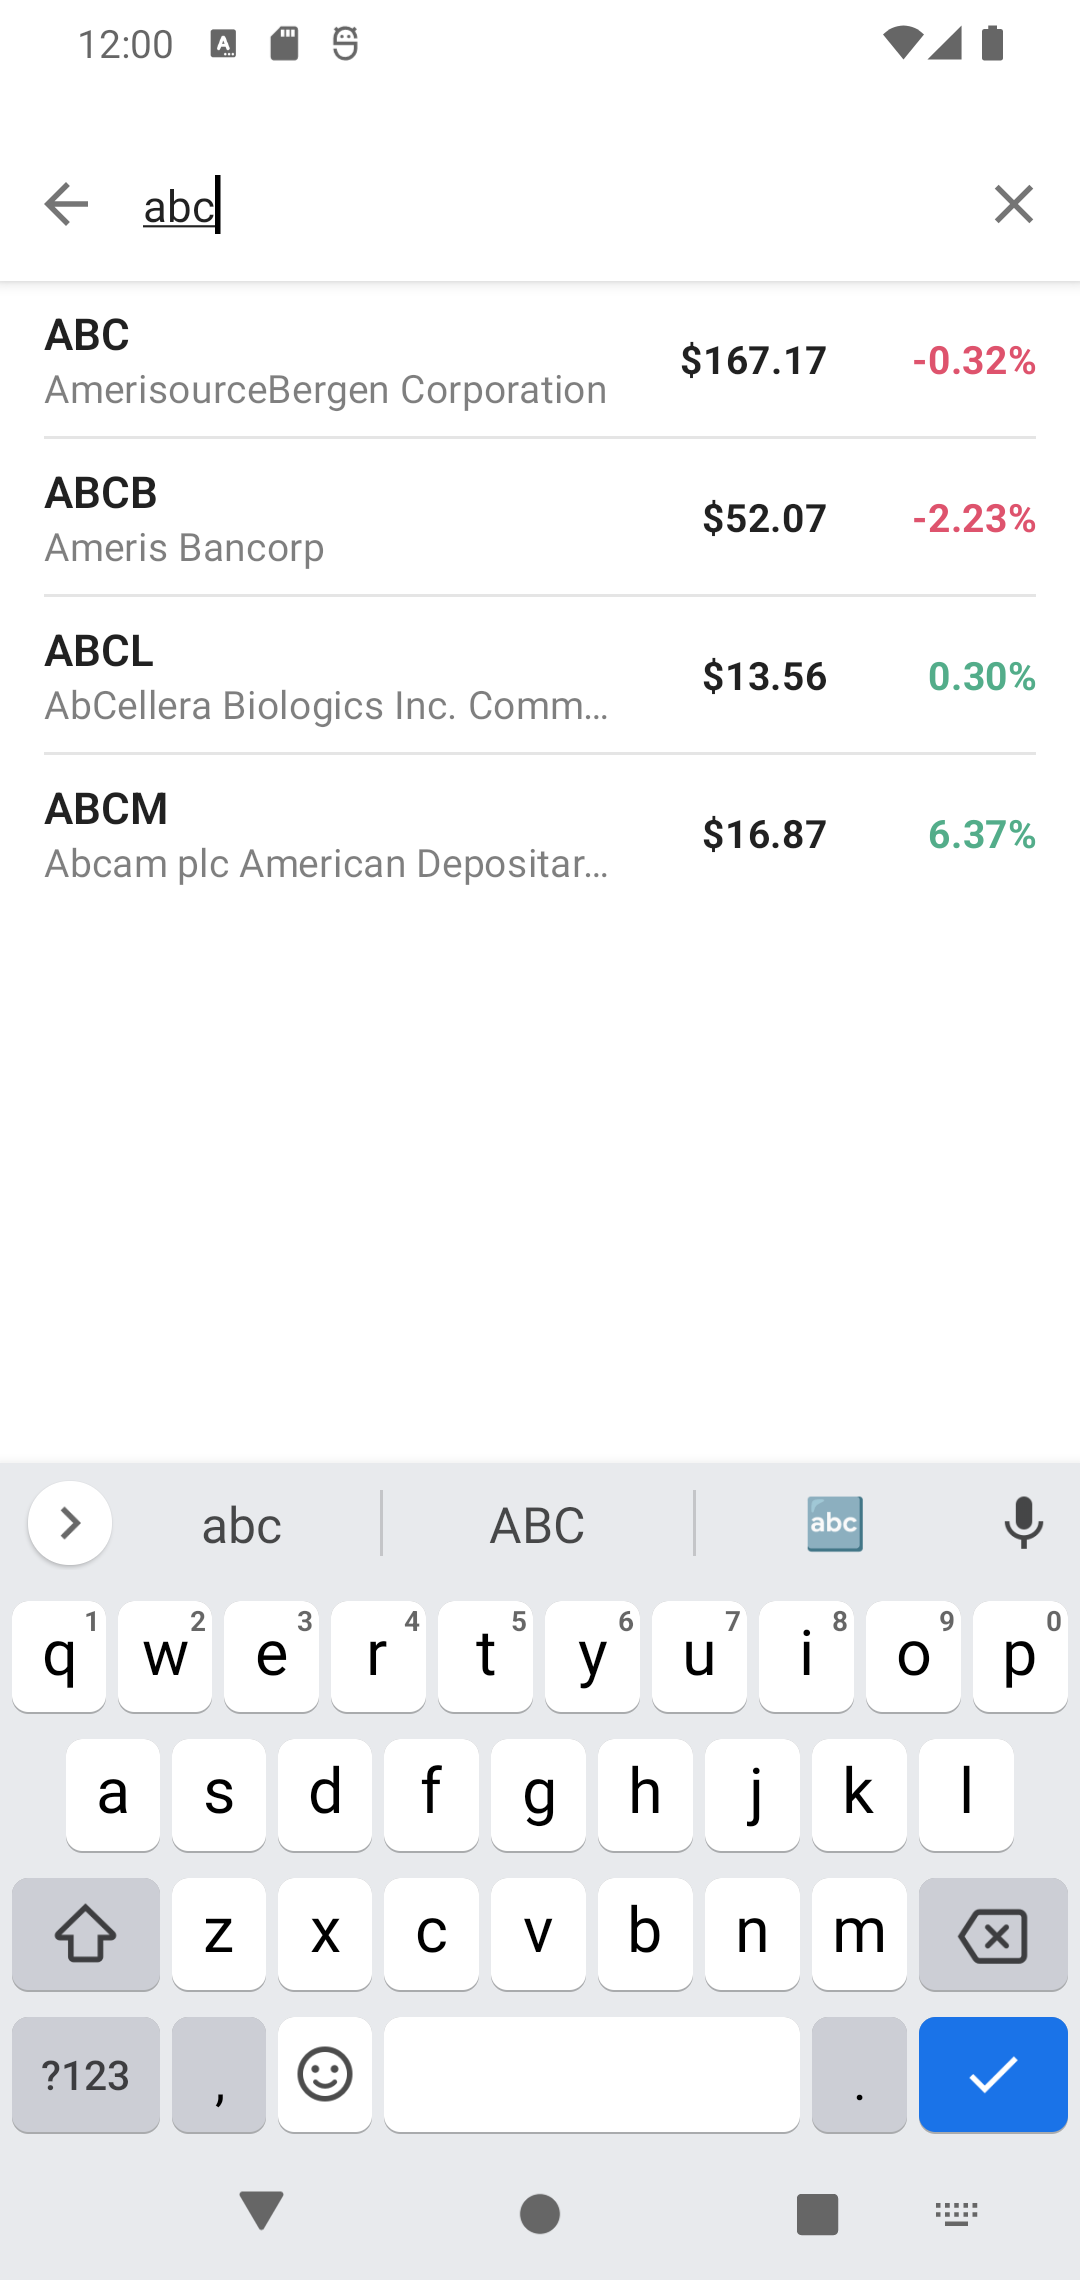 12:00
abc
ABC
AmerisourceBergen Corporation
$167.17
-0.32%
ABCB
Ameris Bancorp
$52.07
-2.23%
ABCL
AbCellera Biologics Inc. Comm...
$13.56
0.30%
ABCM
Abcam plc American Depositar...
$16.87
6.37%
abc
ABC
abc
q 1 w 2 e 3 r 4 t 5 y 6 u 7 i 8 o 9 p 0
a s d f g h j k l
z x c v b n m
?123 , .